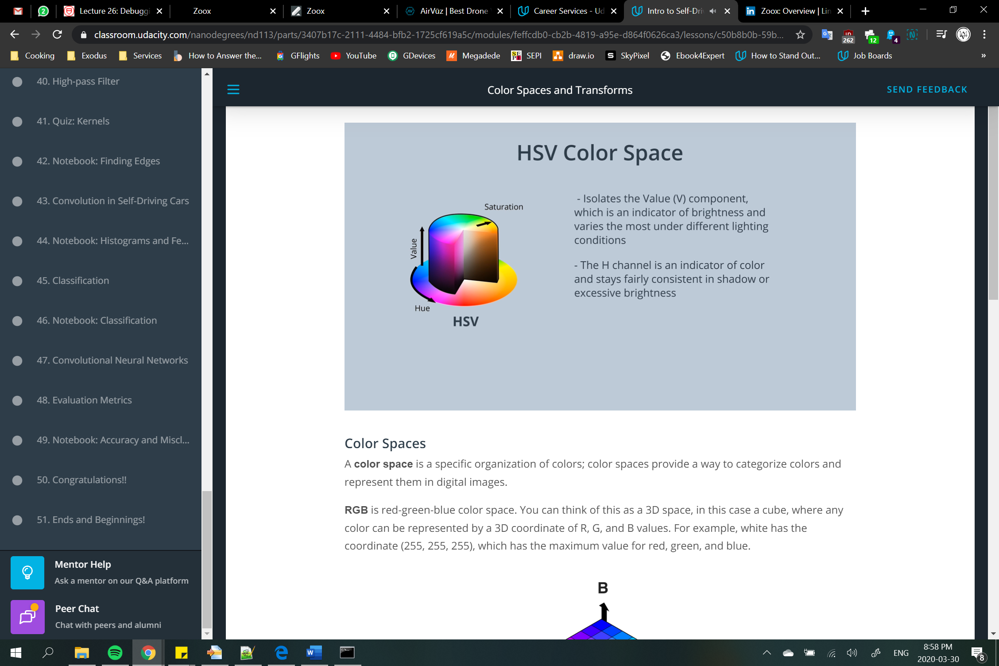 Lecture 26: Debuggi
Zoox
Zoox
AirVūz | Best Drone
Career Services - Ud
Intro to Self-Dri
Zoox: Overview | Lin
classroom.udacity.com/nanodegrees/nd113/parts/3407b17c-2111-4484-bfb2-1725cf619a5c/modules/feffcdb0-cb2b-4819-a95e-d864f0626ca3/lessons/c50b8b0b-59b...
262
12
4
Cooking
Exodus
Services
How to Answer the...
GFlights
YouTube
GDevices
Megadede
SEPI
draw.io
SkyPixel
Ebook4Expert
How to Stand Out...
Job Boards
»
40. High-pass Filter
41. Quiz: Kernels
42. Notebook: Finding Edges
43. Convolution in Self-Driving Cars
44. Notebook: Histograms and Fe...
45. Classification
46. Notebook: Classification
47. Convolutional Neural Networks
48. Evaluation Metrics
49. Notebook: Accuracy and Miscl...
50. Congratulations!!
51. Ends and Beginnings!
Mentor Help
Ask a mentor on our Q&A platform
Peer Chat
Chat with peers and alumni
Color Spaces and Transforms
SEND FEEDBACK
HSV Color Space
Saturation
Value
Hue
HSV
- Isolates the Value (V) component,
which is an indicator of brightness and
varies the most under different lighting
conditions
- The H channel is an indicator of color
and stays fairly consistent in shadow or
excessive brightness
Color Spaces
A color space is a specific organization of colors; color spaces provide a way to categorize colors and
represent them in digital images.
RGB is red-green-blue color space. You can think of this as a 3D space, in this case a cube, where any
color can be represented by a 3D coordinate of R, G, and B values. For example, white has the
coordinate (255, 255, 255), which has the maximum value for red, green, and blue.
B
ENG
8:58 PM
2020-03-30
8